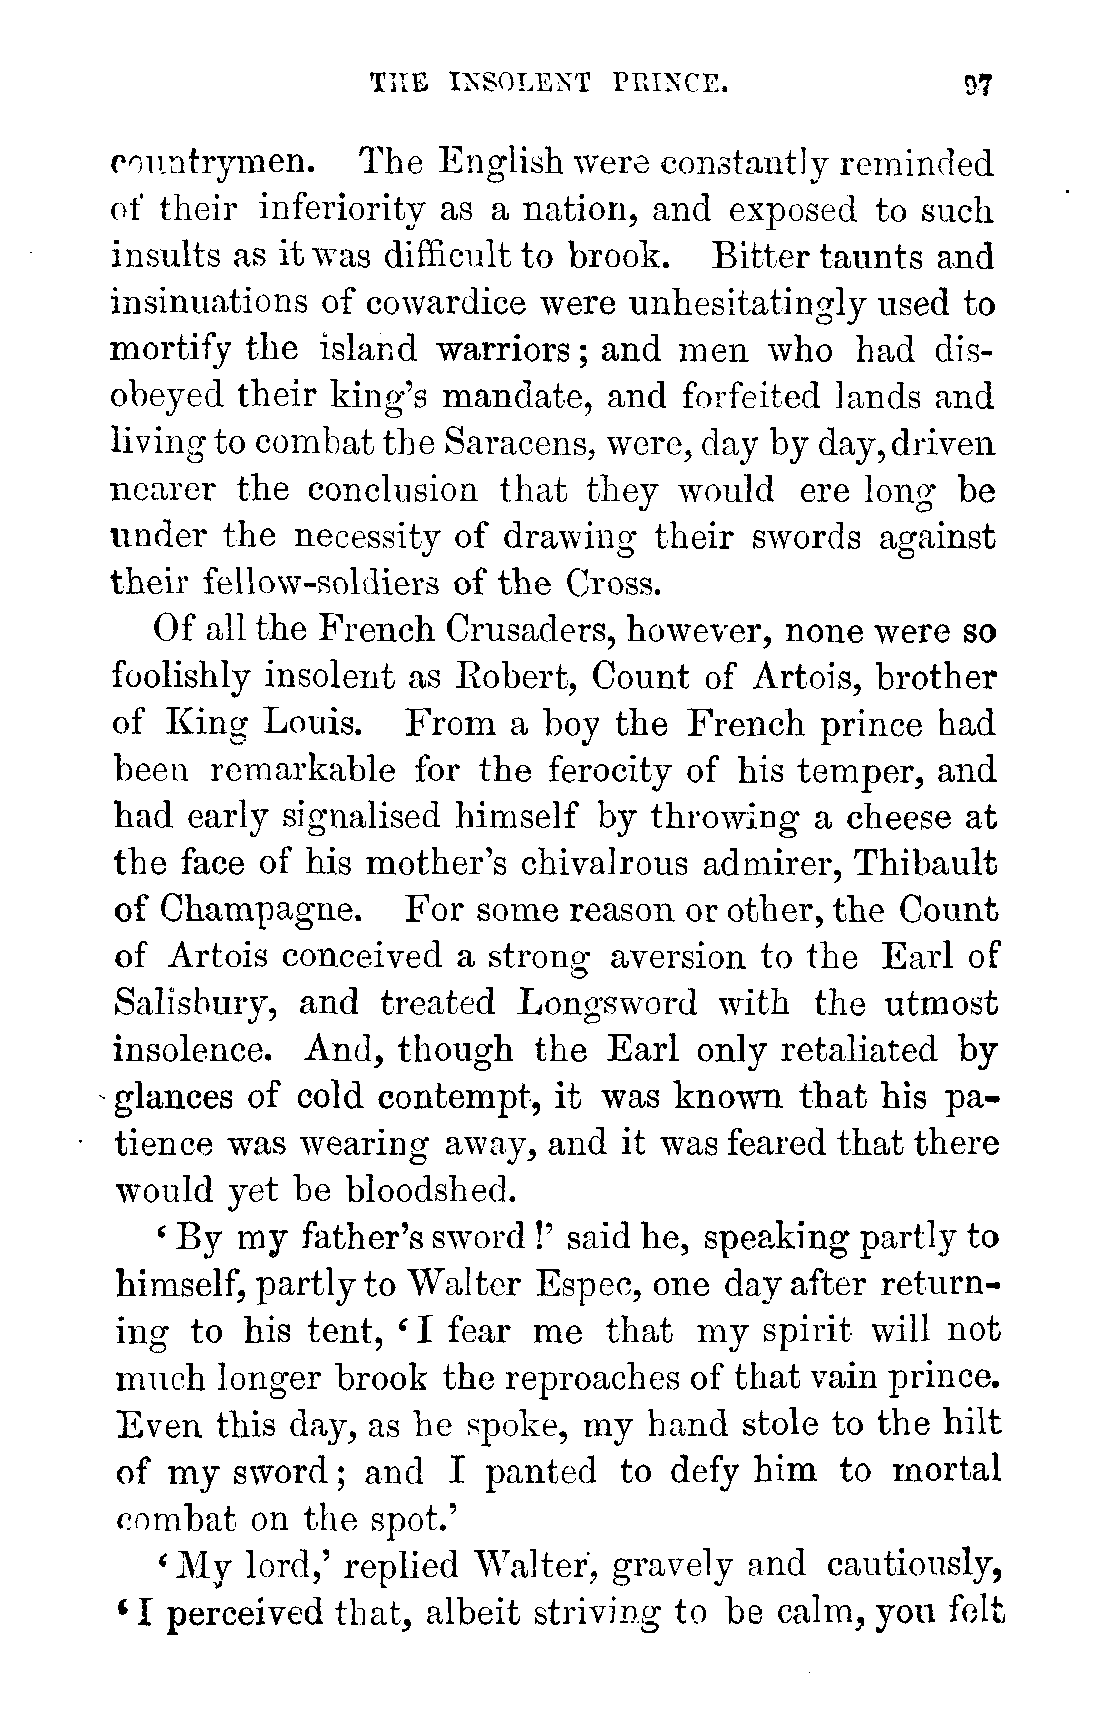 THE INSOLENT PRINCE. 97
countrymen. The English were constantly reminded
of their inferiority as a nation, and exposed to such
insults as it was difficult to brook. Bitter taunts and
insinuations of cowardice were unhesitatingly used to
mortify the island warriors; and men who had dis-
obeyed their king's mandate, and forfeited lands and
living to combat the Saracens, were, day by day, driven
nearer the conclusion that they would ere long be
under the necessity of drawing their swords against
their fellow-soldiers of the Cross.
Of all the French Crusaders, however, none were so
foolishly insolent as Robert, Count of Artois, brother
of King Louis. From a boy the French prince had
been remarkable for the ferocity of his temper, and
had early signalised himself by throwing a cheese at
the face of his mother's chivalrous admirer, Thibault
of Champagne. For some reason or other, the Count
of Artois conceived a strong aversion to the Earl of
Salisbury, and treated Longsword with the utmost
insolence. And, though the Earl only retaliated by
glances of cold contempt, it was known that his pa-
tience was wearing away, and it was feared that there
would yet be bloodshed.
‘By my father's sword!’ said he, speaking partly to
himself, partly to Walter Espec, one day after return-
ing to his tent, ‘I fear me that my spirit will not
much longer brook the reproaches of that vain prince.
Even this day, as he spoke, my hand stole to the hilt
of my sword; and I panted to defy him to mortal
combat on the spot.’
‘My lord,’ replied Walter, gravely and cautiously,
‘I perceived that, albeit striving to be calm, you felt